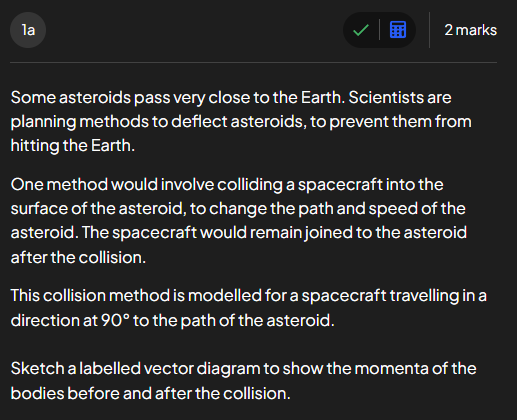 1a
2 marks
Some asteroids pass very close to the Earth. Scientists are
planning methods to deflect asteroids, to prevent them from
hitting the Earth.
One method would involve colliding a spacecraft into the
surface of the asteroid, to change the path and speed of the
asteroid. The spacecraft would remain joined to the asteroid
after the collision.
This collision method is modelled for a spacecraft travelling in a
direction at 90° to the path of the asteroid.
Sketch a labelled vector diagram to show the momenta of the
bodies before and after the collision.